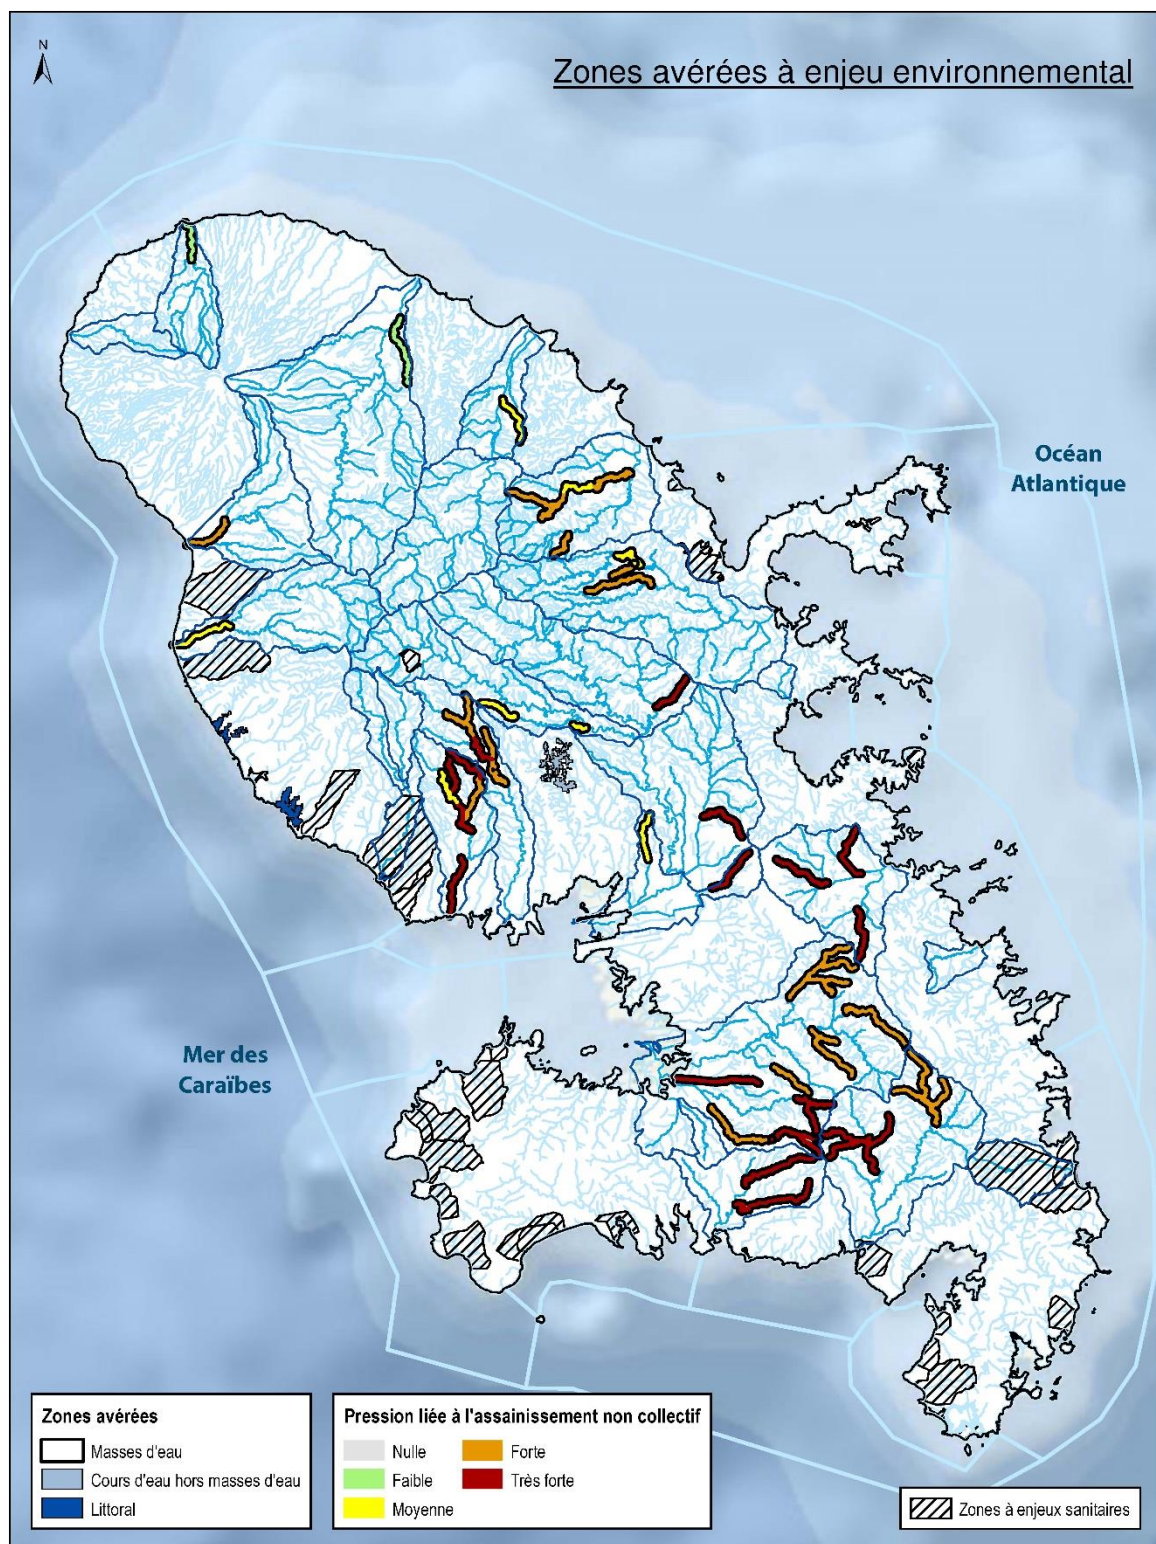 N
Zones avérées à enjeu environnemental
Océan
Atlantique
Mer des
Caraïbes
Zones avérées
Masses d'eau
Cours d'eau hors masses d'eau
Littoral
Pression liée à l'assainissement non collectif
Nulle
Faible
Moyenne
Forte
Très forte
Zones à enjeux sanitaires